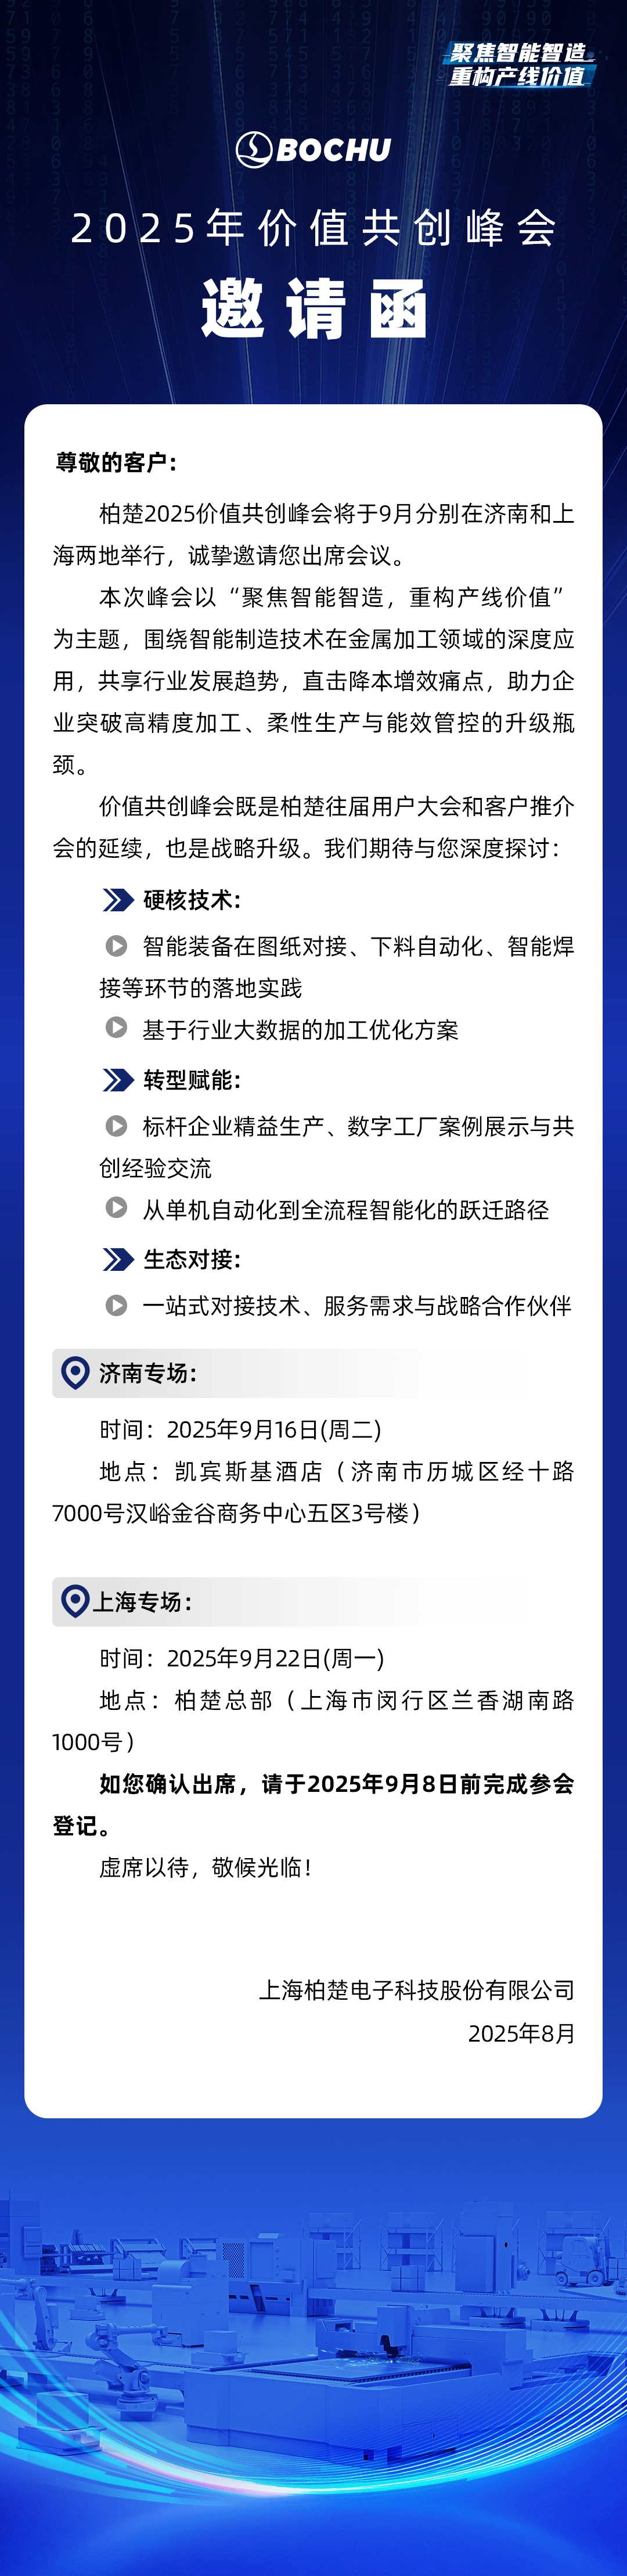 聚焦智能智造
重构产线价值
BOCHU
2025年价值共创峰会
邀请函
尊敬的客户：
柏楚2025价值共创峰会将于9月分别在济南和上
海两地举行，诚挚邀请您出席会议。
本次峰会以“聚焦智能智造，重构产线价值”
为主题，围绕智能制造技术在金属加工领域的深度应
用，共享行业发展趋势，直击降本增效痛点，助力企
业突破高精度加工、柔性生产与能效管控的升级瓶
颈。
价值共创峰会既是柏楚往届用户大会和客户推介
会的延续，也是战略升级。我们期待与您深度探讨：
硬核技术：
智能装备在图纸对接、下料自动化、智能焊
接等环节的落地实践
基于行业大数据的加工优化方案
转型赋能：
标杆企业精益生产、数字工厂案例展示与共
创经验交流
从单机自动化到全流程智能化的跃迁路径
生态对接：
一站式对接技术、服务需求与战略合作伙伴
济南专场：
时间：2025年9月16日(周二)
地点：凯宾斯基酒店（济南市历城区经十路
7000号汉峪金谷商务中心五区3号楼）
上海专场：
时间：2025年9月22日(周一)
地点：柏楚总部（上海市闵行区兰香湖南路
1000号）
如您确认出席，请于2025年9月8日前完成参会
登记。
虚席以待，敬候光临！
上海柏楚电子科技股份有限公司
2025年8月